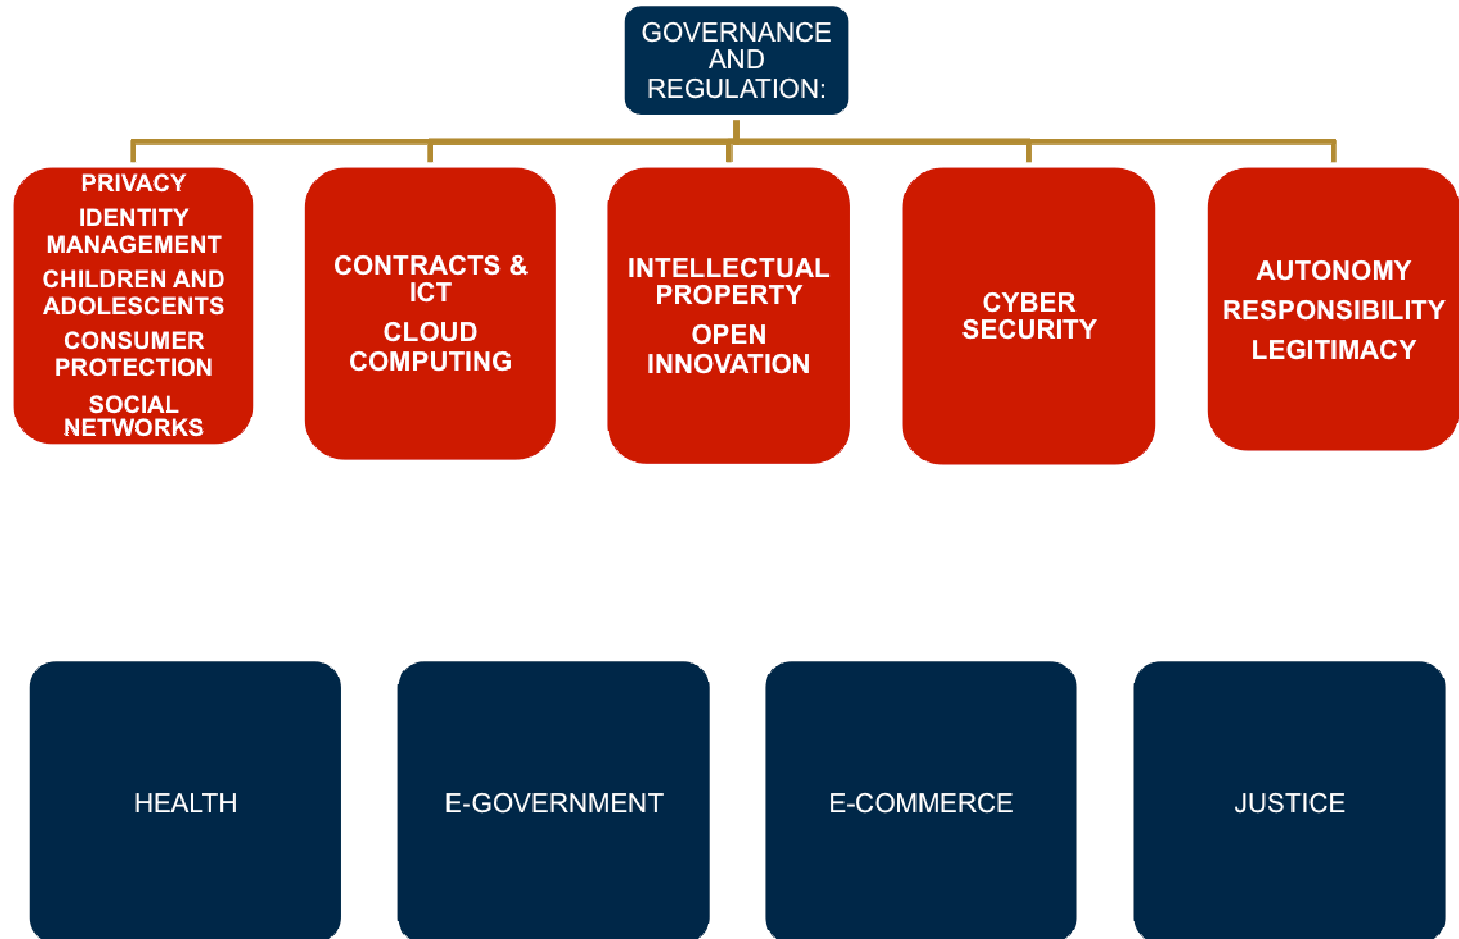 GOVERNANCE
AND
REGULATION:
PRIVACY
IDENTITY
MANAGEMENT
CHILDREN AND
ADOLESCENTS
CONSUMER
PROTECTION
SOCIAL
NETWORKS
CONTRACTS &
ICT
CLOUD
COMPUTING
INTELLECTUAL
PROPERTY
OPEN
INNOVATION
CYBER
SECURITY
AUTONOMY
RESPONSIBILITY
LEGITIMACY
HEALTH
E-GOVERNMENT
E-COMMERCE
JUSTICE